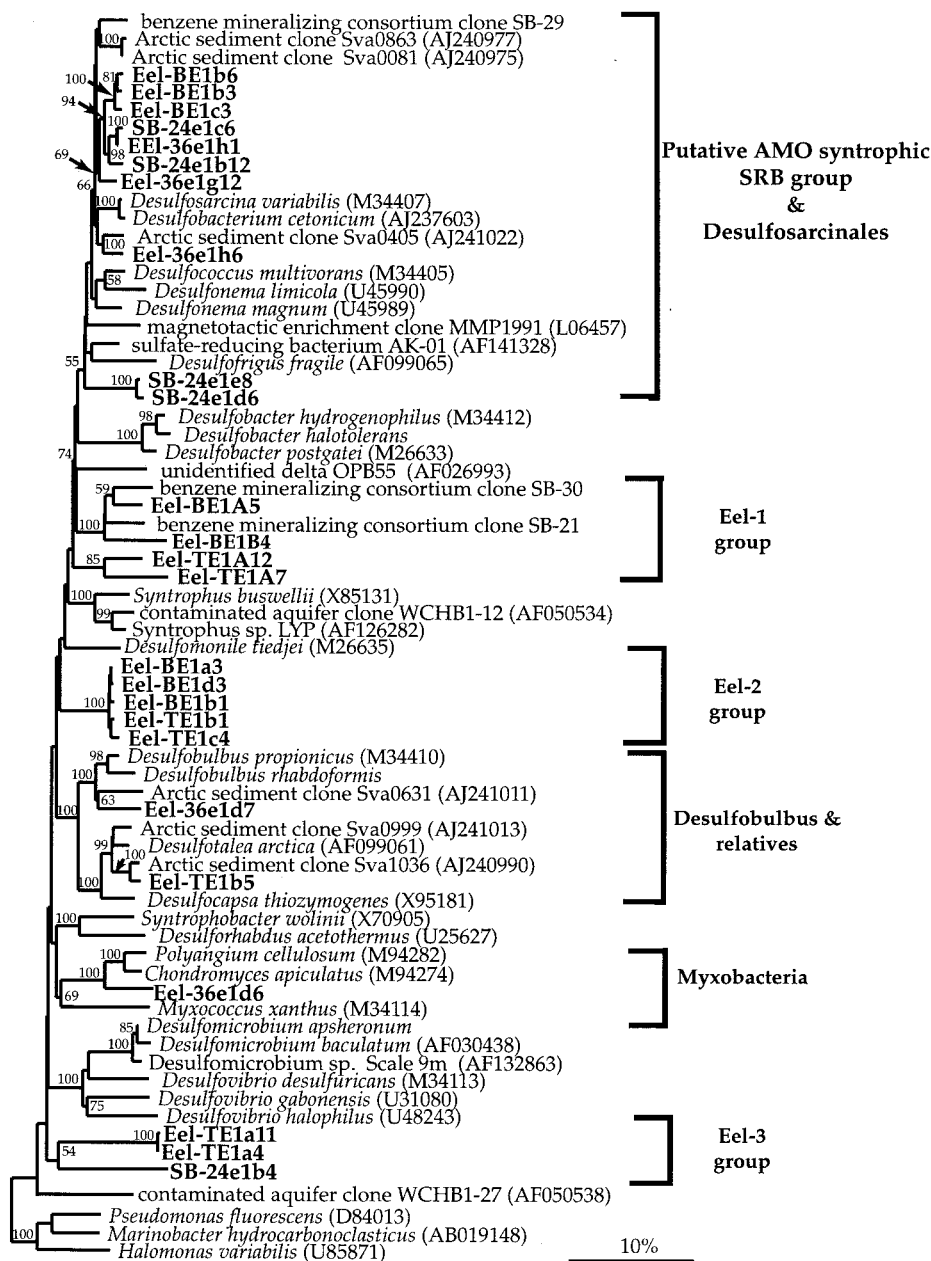 benzene mineralizing consortium clone SB-29
100
Arctic sediment clone Sva0863 (AJ240977)
Arctic sediment clone Sva0081 (AJ240975)
100
81
Eel-BE1b6
Eel-BE1b3
94
Eel-BE1c3
100
SB-24e1c6
EEl-36e1h1
69
98
SB-24e1b12
66
Eel-36e1g12
100
Desulfosarcina variabilis (M34407)
Desulfobacterium cetonicum (AJ237603)
100
Arctic sediment clone Sva0405 (AJ241022)
Eel-36e1h6
Desulfococcus multivorans (M34405)
58
Desulfonema limicola (U45990)
Desulfonema magnum (U45989)
magnetotactic enrichment clone MMP1991 (L06457)
sulfate-reducing bacterium AK-01 (AF141328)
55
Desulfofrigus fragile (AF099065)
100
SB-24e1e8
SB-24e1d6
Putative AMO syntrophic
SRB group
&
Desulfosarcinales
98
Desulfobacter hydrogenophilus (M34412)
100
Desulfobacter halotolerans
Desulfobacter postgatei (M26633)
74
unidentified delta OPB55 (AF026993)
59
benzene mineralizing consortium clone SB-30
Eel-BE1A5
100
benzene mineralizing consortium clone SB-21
Eel-BE1B4
85
Eel-TE1A12
Eel-TE1A7
Eel-1
group
100
Syntrophus buswellii (X85131)
99
contaminated aquifer clone WCHB1-12 (AF050534)
Syntrophus sp. LYP (AF126282)
Desulfomonile tiedjei (M26635)
Eel-BE1a3
Eel-BE1d3
100
Eel-BE1b1
Eel-TE1b1
Eel-TE1c4
Eel-2
group
98
Desulfobulbus propionicus (M34410)
100
Desulfobulbus rhabdoformis
63
Arctic sediment clone Sva0631 (AJ241011)
100
Eel-36e1d7
Arctic sediment clone Sva0999 (AJ241013)
99
Desulfotalea arctica (AF099061)
100
Arctic sediment clone Sva1036 (AJ240990)
100
Eel-TE1b5
Desulfocapsa thiozymogenes (X95181)
Desulfobulbus &
relatives
100
Syntrophobacter wolinii (X70905)
Desulforhabdus acetothermus (U25627)
100
Polyangium cellulosum (M94282)
100
Chondromyces apiculatus (M94274)
Eel-36e1d6
69
Myxococcus xanthus (M34114)
Myxobacteria
85
Desulfomicrobium apsheronum
100
Desulfomicrobium baculatum (AF030438)
Desulfomicrobium sp. Scale 9m (AF132863)
100
Desulfovibrio desulfuricans (M34113)
Desulfovibrio gabonensis (U31080)
75
Desulfovibrio halophilus (U48243)
100
Eel-TE1a11
Eel-TE1a4
54
SB-24e1b4
Eel-3
group
contaminated aquifer clone WCHB1-27 (AF050538)
Pseudomonas fluorescens (D84013)
100
Marinobacter hydrocarbonoclasticus (AB019148)
Halomonas variabilis (U85871)
10%